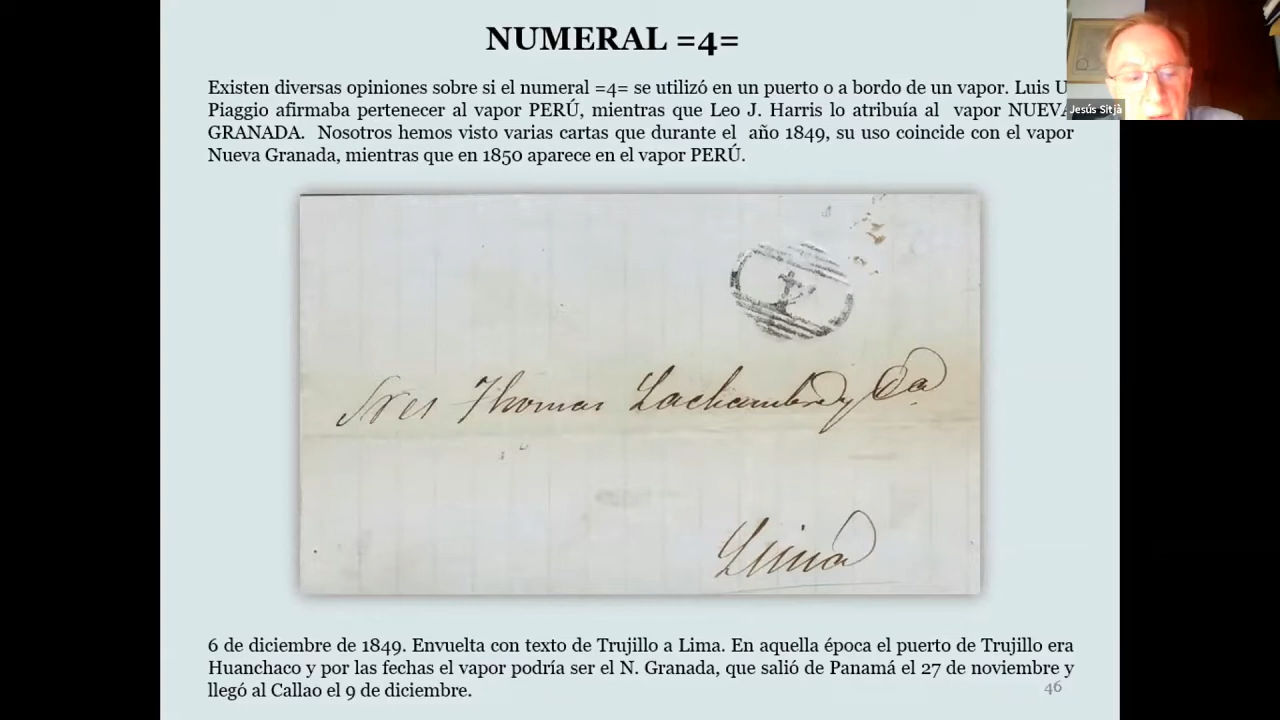 NUMERAL =4=
Existen diversas opiniones sobre si el numeral =4= se utilizó en un puerto o a bordo de un vapor. Luis U
Piaggio afirmaba pertenecer al vapor PERÚ, mientras que Leo J. Harris lo atribuía al vapor NUEVA
GRANADA. Nosotros hemos visto varias cartas que durante el año 1849, su uso coincide con el vapor
Nueva Granada, mientras que en 1850 aparece en el vapor PERÚ.
Jesús Sitjà
4
Sres Thomas Lachambre y Ca
Lima
6 de diciembre de 1849. Envuelta con texto de Trujillo a Lima. En aquella época el puerto de Trujillo era
Huanchaco y por las fechas el vapor podría ser el N. Granada, que salió de Panamá el 27 de noviembre y
llegó al Callao el 9 de diciembre.
46